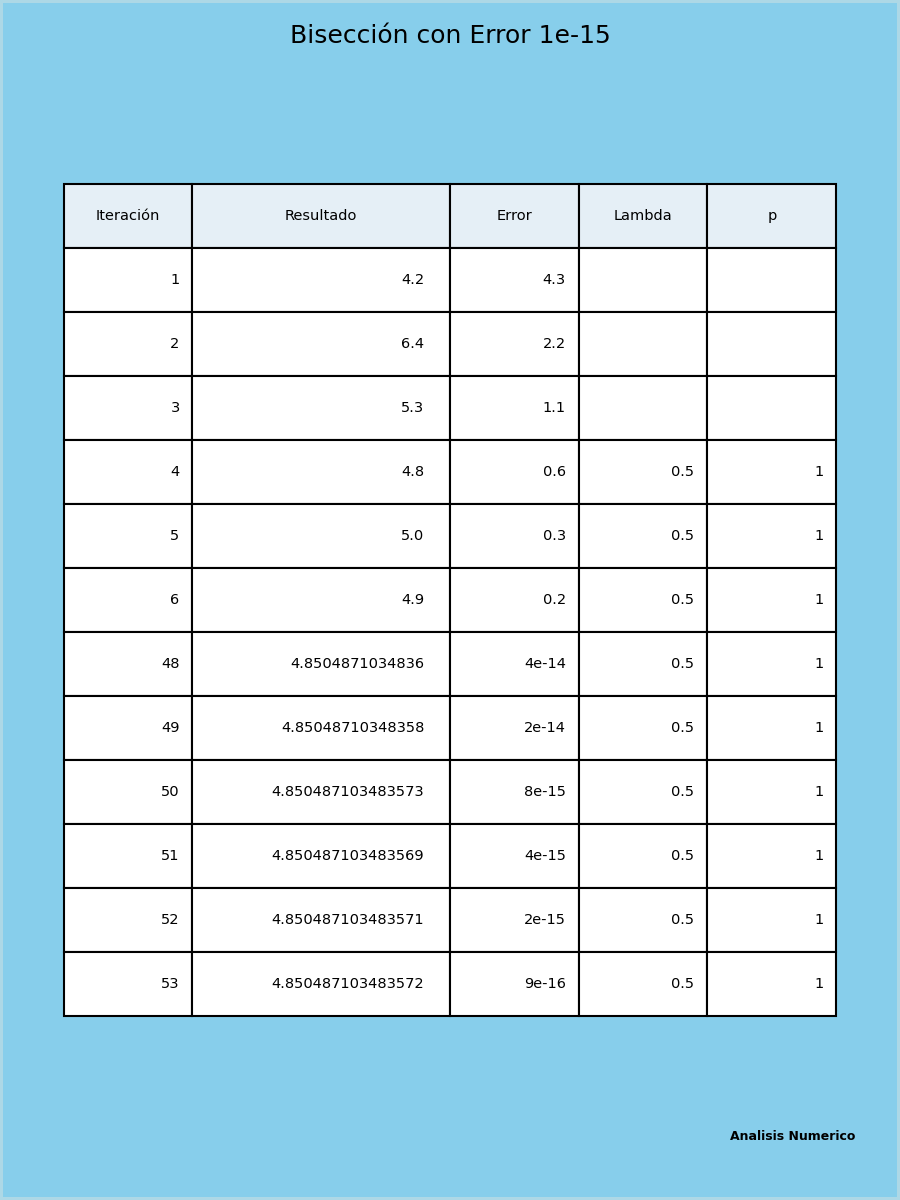 Bisección con Error 1e-15
Iteración Resultado Error Lambda p
1 4.2 4.3
2 6.4 2.2
3 5.3 1.1
4 4.8 0.6 0.5 1
5 5.0 0.3 0.5 1
6 4.9 0.2 0.5 1
48 4.8504871034836 4e-14 0.5 1
49 4.85048710348358 2e-14 0.5 1
50 4.850487103483573 8e-15 0.5 1
51 4.850487103483569 4e-15 0.5 1
52 4.850487103483571 2e-15 0.5 1
53 4.850487103483572 9e-16 0.5 1
Analisis Numerico